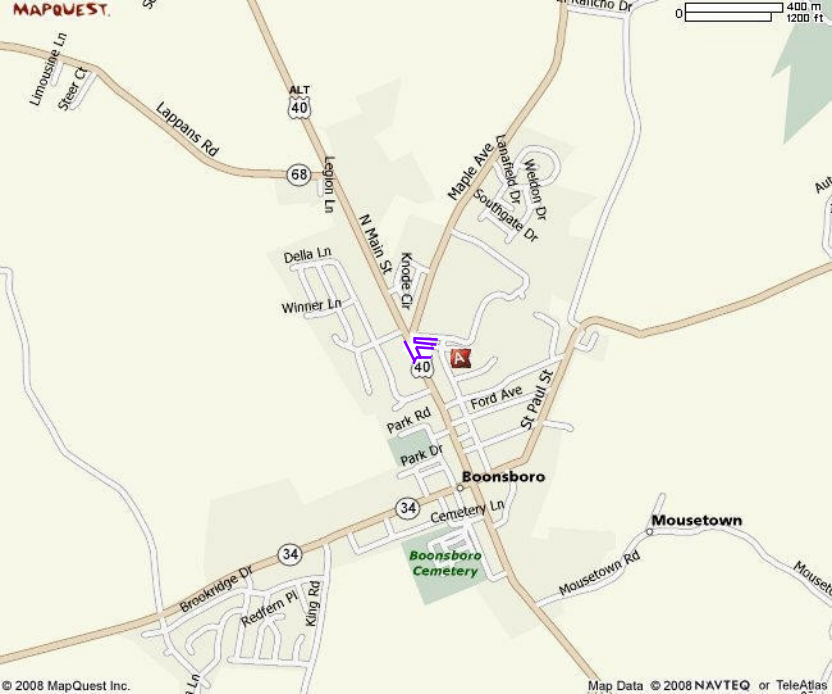 MAPQUEST.
El Rancho Dr
0
400 m
1200 ft
Limousine Ln
Steer Ct
ALT
40
Lappans Rd
68
Legion Ln
Maple Ave
Lanafield Dr
Weldon Dr
Southgate Dr
N Main St
Knode Cir
Della Ln
Winner Ln
A
40
Ford Ave
St Paul St
Park Rd
Park Dr
Boonsboro
34
Cemetery Ln
Mousetown
Boonsboro
Cemetery
34
Mousetown Rd
Brookridge Dr
Redfern Pl
King Rd
© 2008 MapQuest Inc.
Map Data © 2008 NAVTEQ or TeleAtlas